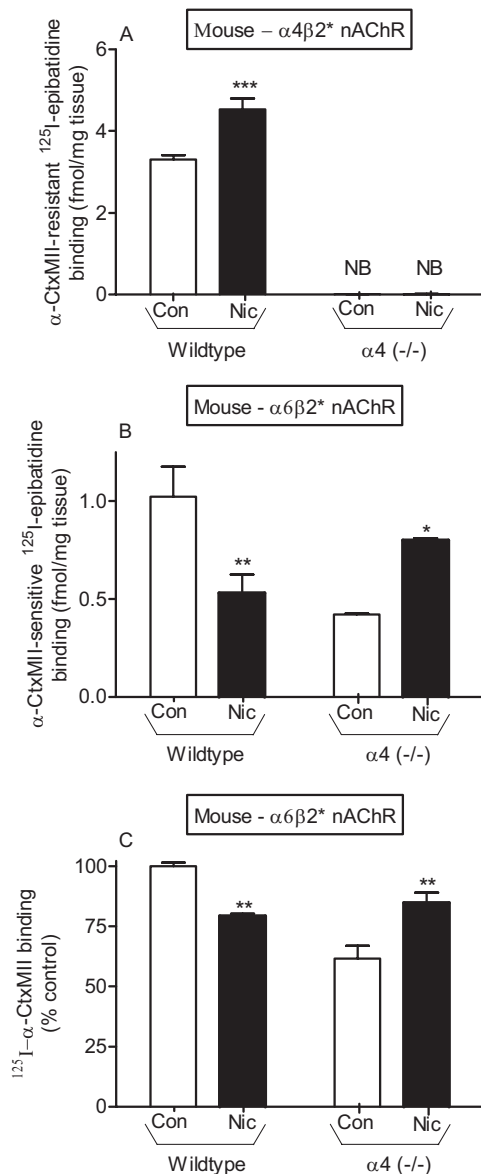 A
Mouse – α4β2* nAChR
α-CtxMII-resistant ¹²⁵I-epibatidine
binding (fmol/mg tissue)
6
4
2
0
***
NB NB
Con Nic Con Nic
Wildtype α4 (-/-)
Mouse - α6β2* nAChR
B
α-CtxMII-sensitive ¹²⁵I-epibatidine
binding (fmol/mg tissue)
1.0
0.5
0.0
**
*
Con Nic Con Nic
Wildtype α4 (-/-)
Mouse - α6β2* nAChR
C
¹²⁵I–α-CtxMII binding
(% control)
100
75
50
25
0
** **
Con Nic Con Nic
Wildtype α4 (-/-)